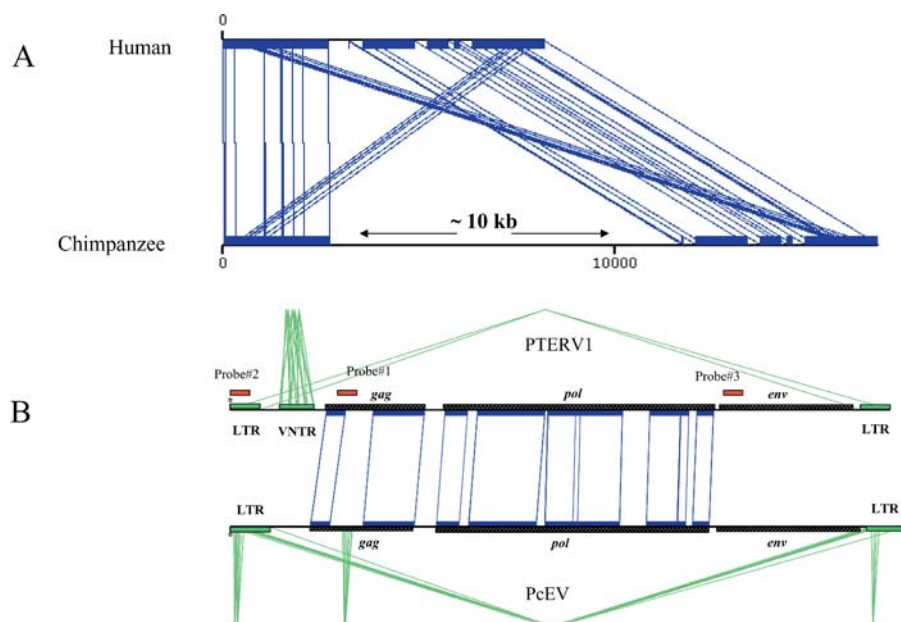 A
0
Human
~ 10 kb
Chimpanzee
0
10000
B
PTERV1
Probe#2
Probe#1
Probe#3
gag
pol
env
LTR
VNTR
LTR
LTR
LTR
gag
pol
env
PcEV